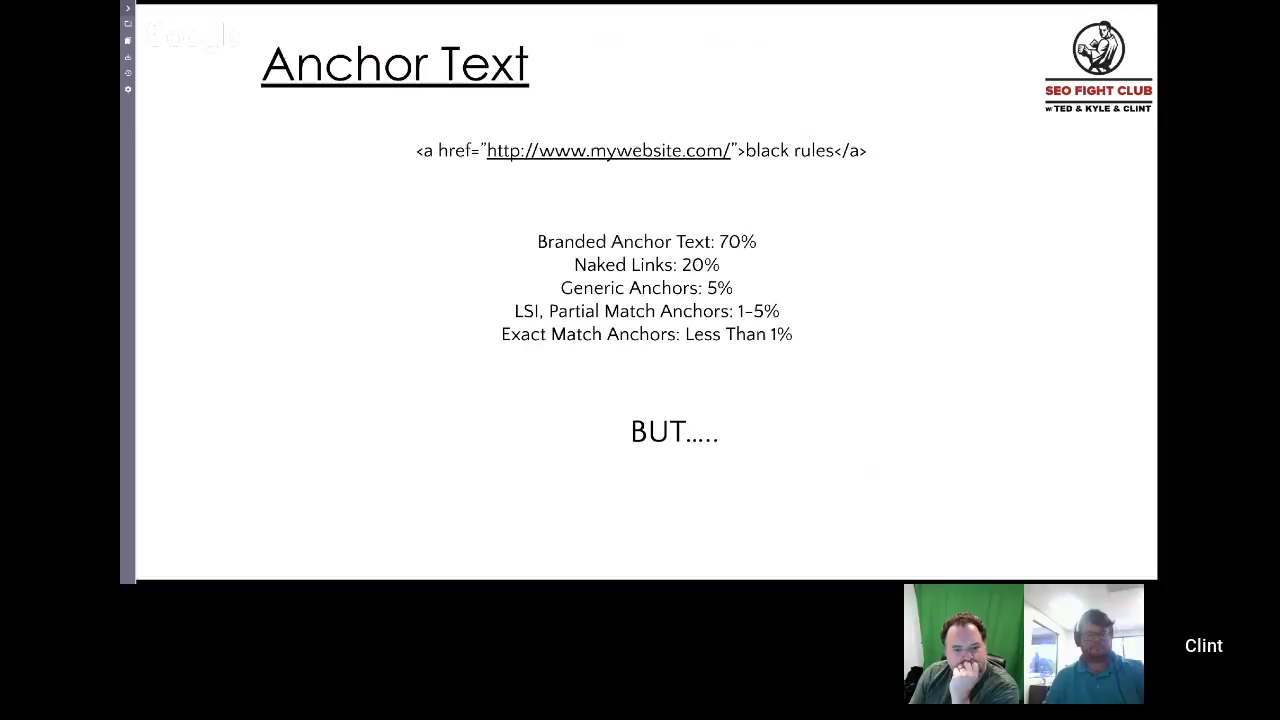 Google
Anchor Text
SEO FIGHT CLUB
w/ TED & KYLE & CLINT
<a href=”http://www.mywebsite.com/”>black rules</a>
Branded Anchor Text: 70%
Naked Links: 20%
Generic Anchors: 5%
LSI, Partial Match Anchors: 1-5%
Exact Match Anchors: Less Than 1%
BUT.....
Clint